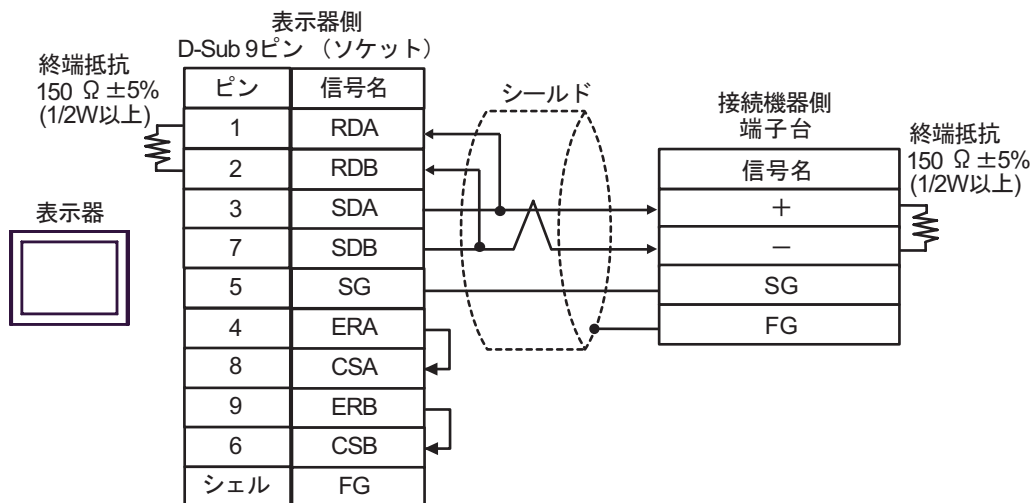 表示器側
D-Sub 9ピン （ソケット）
終端抵抗
150 Ω ±5%
(1/2W以上)
ピン 信号名
1 RDA
2 RDB
3 SDA
7 SDB
5 SG
4 ERA
8 CSA
9 ERB
6 CSB
シェル FG
表示器
シールド
接続機器側
端子台
信号名
＋
－
SG
FG
終端抵抗
150 Ω ±5%
(1/2W以上)